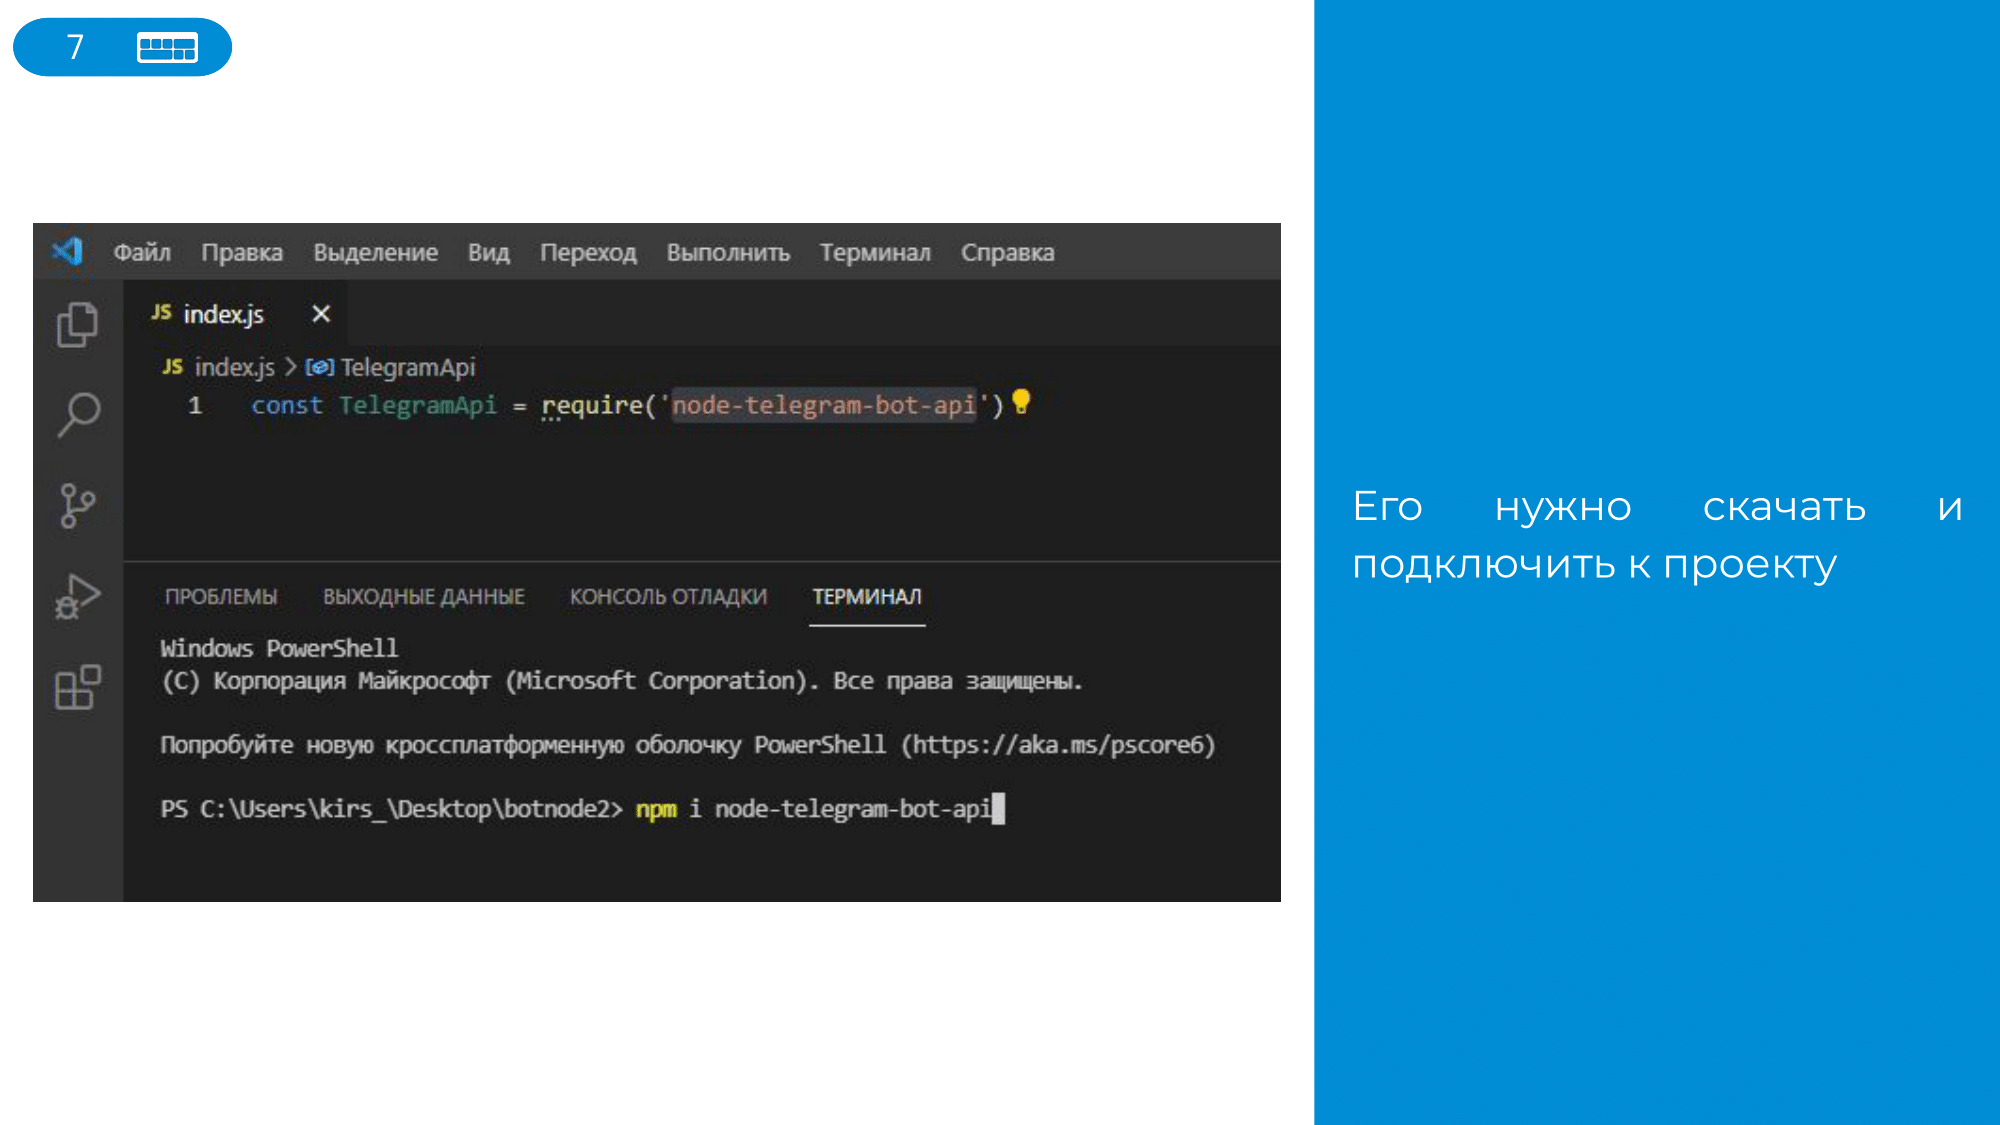 7
Файл Правка Выделение Вид Переход Выполнить Терминал Справка
JS index.js ×
JS index.js > TelegramApi
1 const TelegramApi = require('node-telegram-bot-api')
ПРОБЛЕМЫ ВЫХОДНЫЕ ДАННЫЕ КОНСОЛЬ ОТЛАДКИ ТЕРМИНАЛ
Windows PowerShell
(C) Корпорация Майкрософт (Microsoft Corporation). Все права защищены.
Попробуйте новую кроссплатформенную оболочку PowerShell (https://aka.ms/pscore6)
PS C:\Users\kirs_\Desktop\botnode2> npm i node-telegram-bot-api
Его нужно скачать и
подключить к проекту